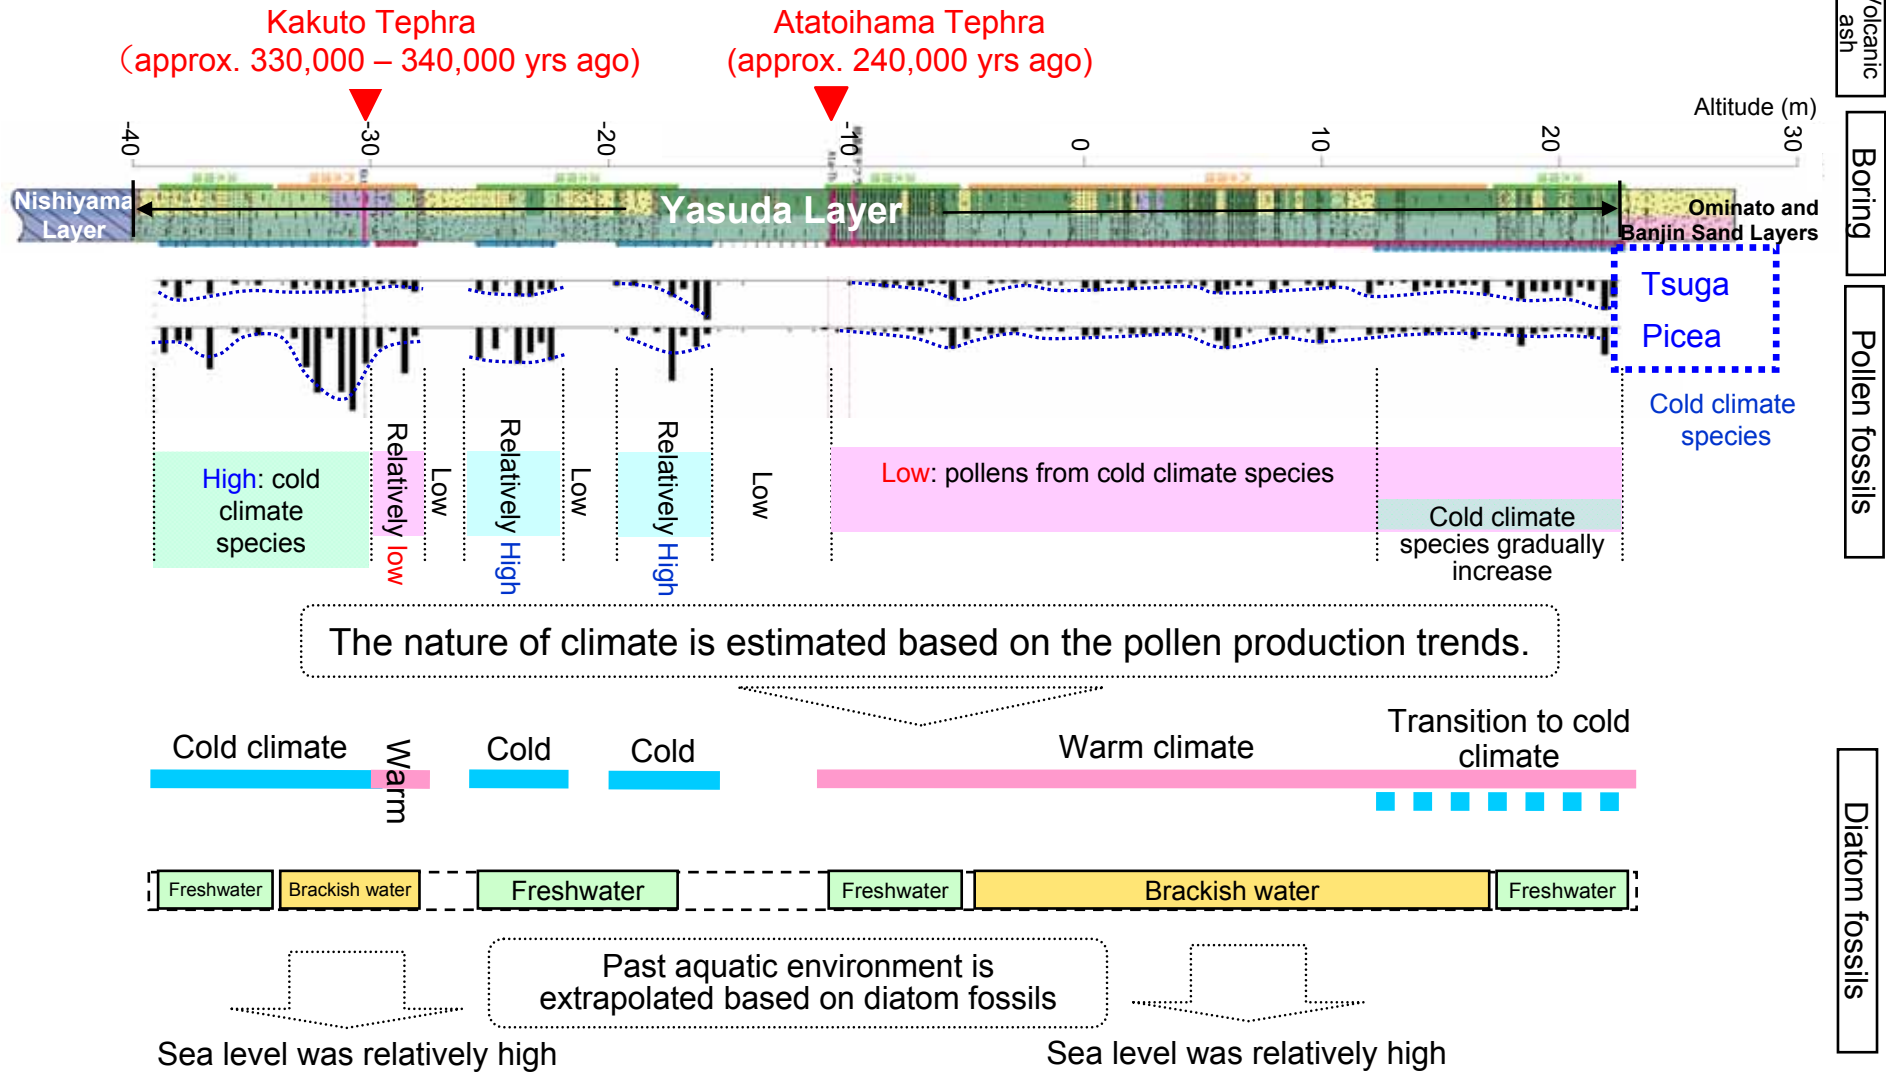 Kakuto Tephra
（approx. 330,000 – 340,000 yrs ago)
Atatoihama Tephra
(approx. 240,000 yrs ago)
Volcanic
ash
Altitude (m)
-40
-30
-20
-10
0
10
20
30
Boring
Nishiyama
Layer
Yasuda Layer
Ominato and
Banjin Sand Layers
Tsuga
Picea
Cold climate
species
Pollen fossils
High: cold
climate
species
Relatively low
Low
Relatively High
Low
Relatively High
Low
Low: pollens from cold climate species
Cold climate
species gradually
increase
The nature of climate is estimated based on the pollen production trends.
Cold climate
Warm
Cold
Cold
Warm climate
Transition to cold
climate
Diatom fossils
Freshwater
Brackish water
Freshwater
Freshwater
Brackish water
Freshwater
Past aquatic environment is
extrapolated based on diatom fossils
Sea level was relatively high
Sea level was relatively high